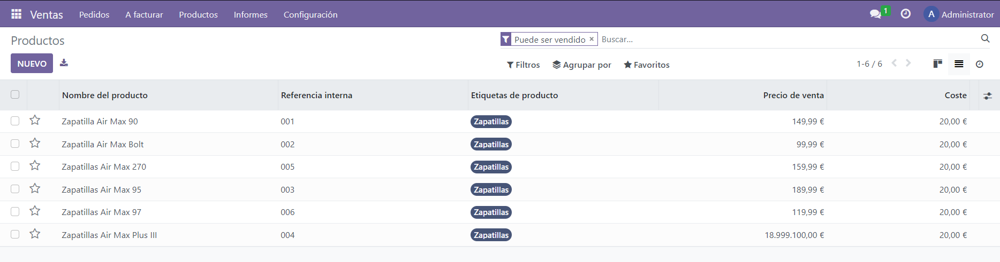 Ventas Pedidos A facturar Productos Informes Configuración 1 A Administrator
Productos Puede ser vendido × Buscar...
NUEVO Filtros Agrupar por Favoritos 1-6 / 6
Nombre del producto Referencia interna Etiquetas de producto Precio de venta Coste
Zapatilla Air Max 90 001 Zapatillas 149,99 € 20,00 €
Zapatilla Air Max Bolt 002 Zapatillas 99,99 € 20,00 €
Zapatillas Air Max 270 005 Zapatillas 159,99 € 20,00 €
Zapatillas Air Max 95 003 Zapatillas 189,99 € 20,00 €
Zapatillas Air Max 97 006 Zapatillas 119,99 € 20,00 €
Zapatillas Air Max Plus III 004 Zapatillas 18.999.100,00 € 20,00 €